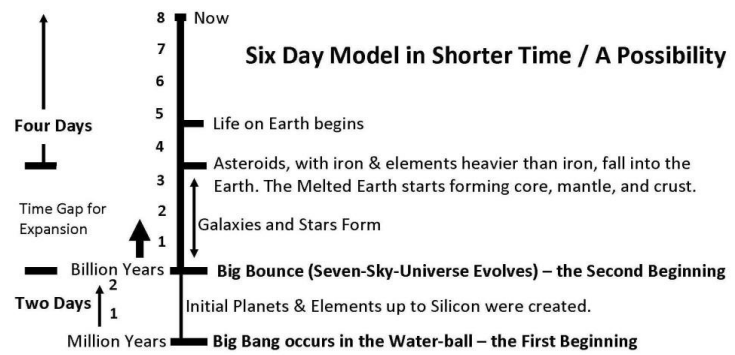 8 Now
Six Day Model in Shorter Time / A Possibility
7
6
5
Life on Earth begins
Four Days
4
Asteroids, with iron & elements heavier than iron, fall into the
Earth. The Melted Earth starts forming core, mantle, and crust.
3
Time Gap for
Expansion
2
Galaxies and Stars Form
1
Billion Years
Big Bounce (Seven-Sky-Universe Evolves) – the Second Beginning
2
Two Days
Initial Planets & Elements up to Silicon were created.
1
Million Years
Big Bang occurs in the Water-ball – the First Beginning